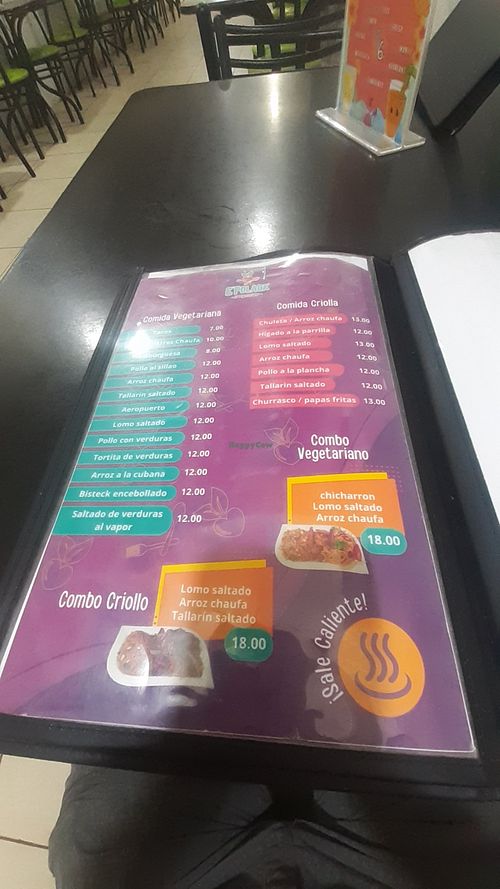 Comida Vegetariana
7.00
Chaufa 10.00
8.00
Pollo al sillao 12.00
Arroz chaufa 12.00
Tallarin saltado 12.00
Aeropuerto 12.00
Lomo saltado 12.00
Pollo con verduras 12.00
Tortita de verduras 12.00
Arroz a la cubana 12.00
Bisteck encebollado 12.00
Saltado de verduras
al vapor 12.00
Comida Criolla
Chuleta / Arroz chaufa 13.00
Higado a la parrilla 12.00
Lomo saltado 13.00
Arroz chaufa 12.00
Pollo a la plancha 12.00
Tallarin saltado 12.00
Churrasco / papas fritas 13.00
HappyCow
Combo
Vegetariano
chicharron
Lomo saltado
Arroz chaufa
18.00
Combo Criollo
Lomo saltado
Arroz chaufa
Tallarin saltado
18.00
¡Sale Caliente!